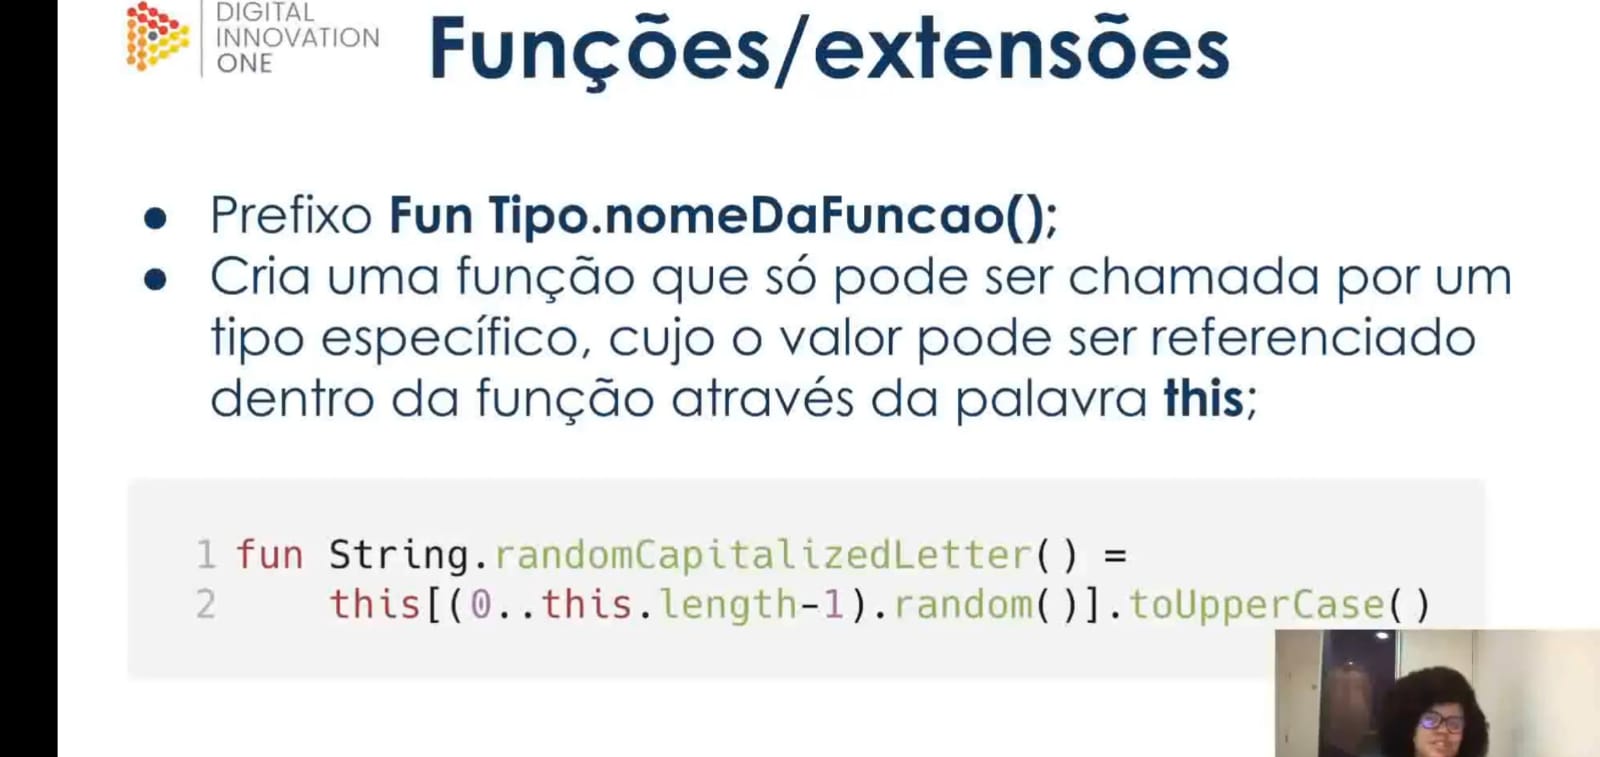 DIGITAL
INNOVATION
ONE
Funções/extensões
● Prefixo Fun Tipo.nomeDaFuncao();
● Cria uma função que só pode ser chamada por um
tipo específico, cujo o valor pode ser referenciado
dentro da função através da palavra this;
1 fun String.randomCapitalizedLetter() =
2     this[(0..this.length-1).random()].toUpperCase()